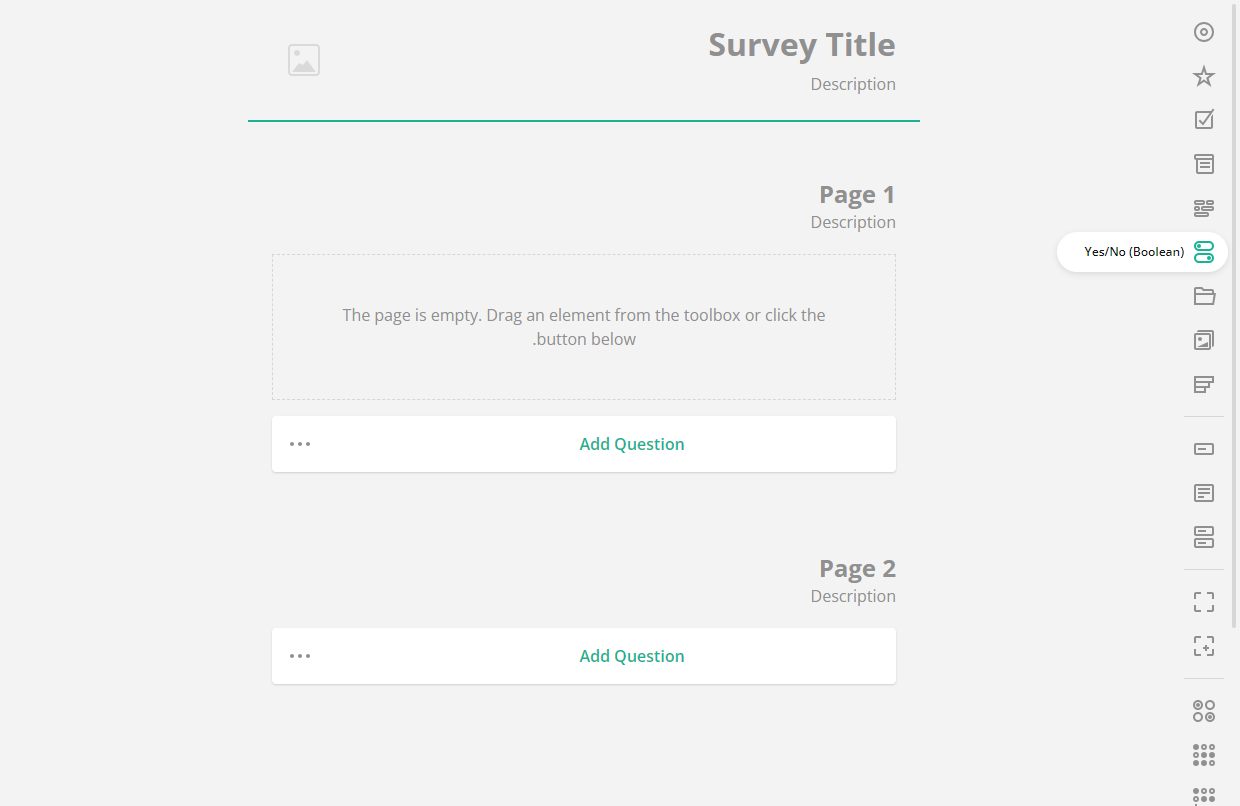 Survey Title
Description
Page 1
Description
Yes/No (Boolean)
The page is empty. Drag an element from the toolbox or click the
.button below
Add Question
Page 2
Description
Add Question